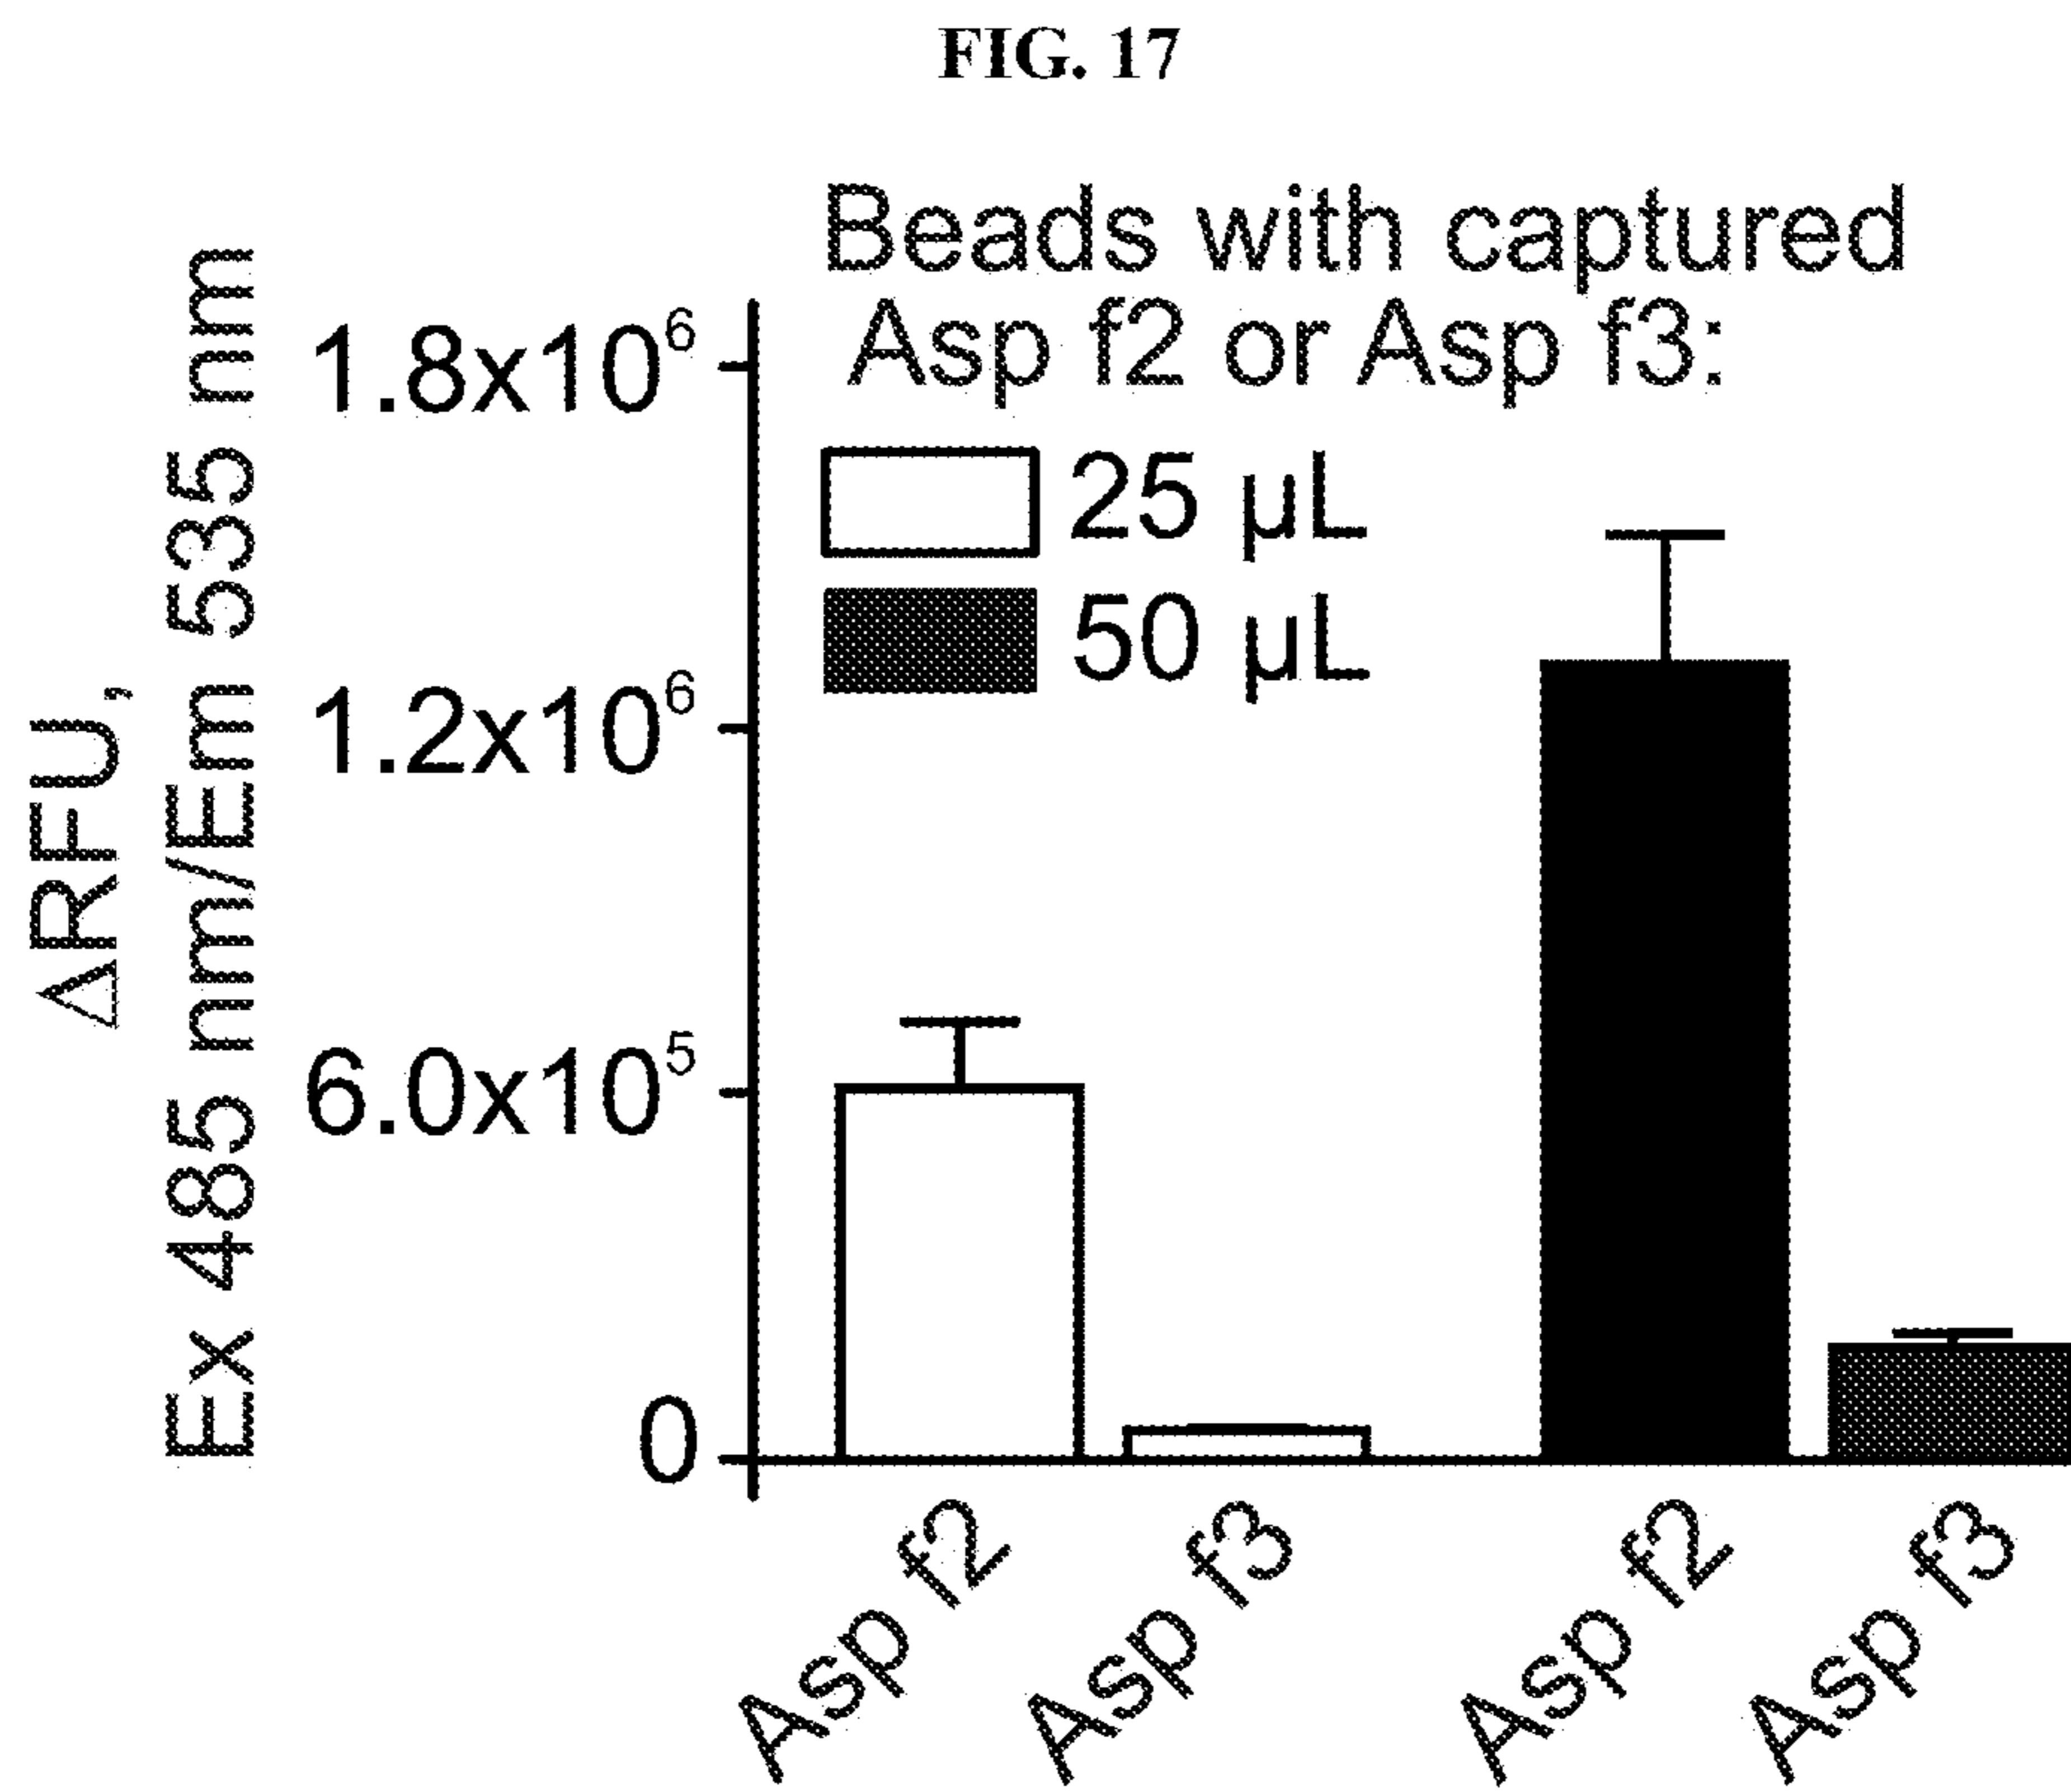 FIG. 17
Beads with captured
Asp f2 or Asp f3:
25 µL
50 µL
ΔRFU,
Ex 485 nm/Em 535 nm
1.8x10⁶
1.2x10⁶
6.0x10⁵
0
Asp f2
Asp f3
Asp f2
Asp f3